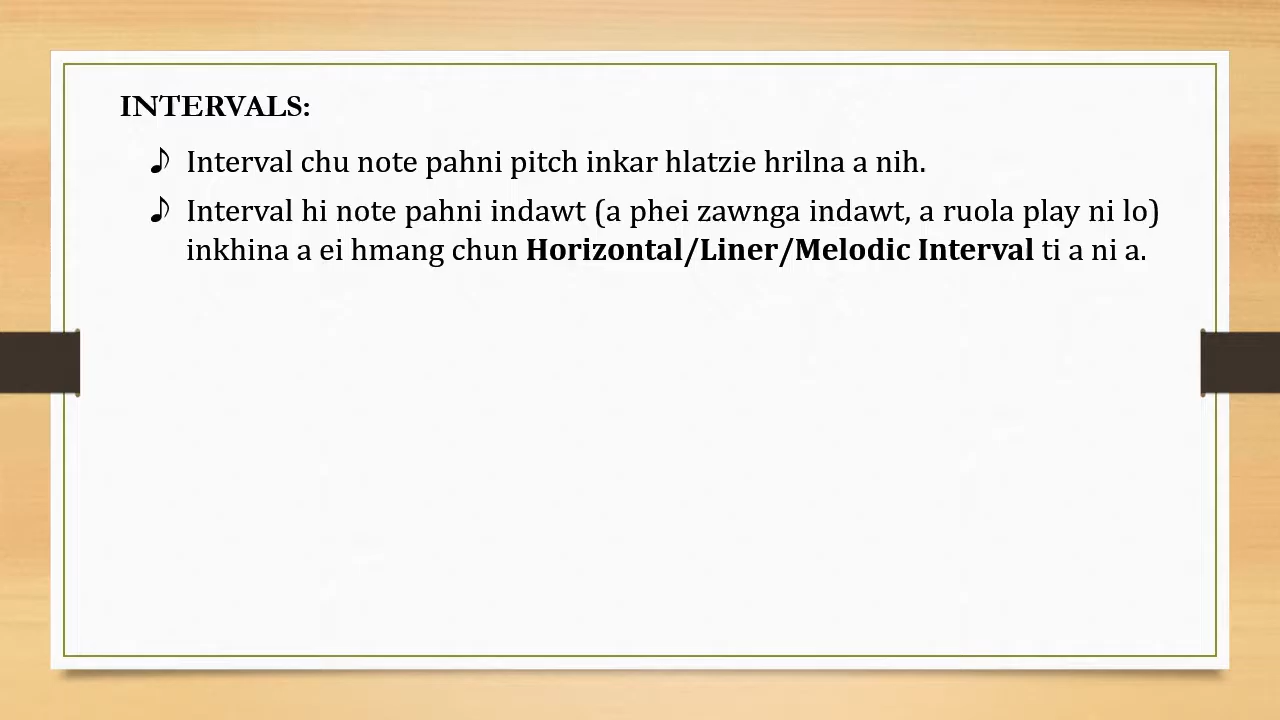 INTERVALS:
♪ Interval chu note pahni pitch inkar hlatzie hrilna a nih.
♪ Interval hi note pahni indawt (a phei zawnga indawt, a ruola play ni lo)
inkhina a ei hmang chun Horizontal/Liner/Melodic Interval ti a ni a.